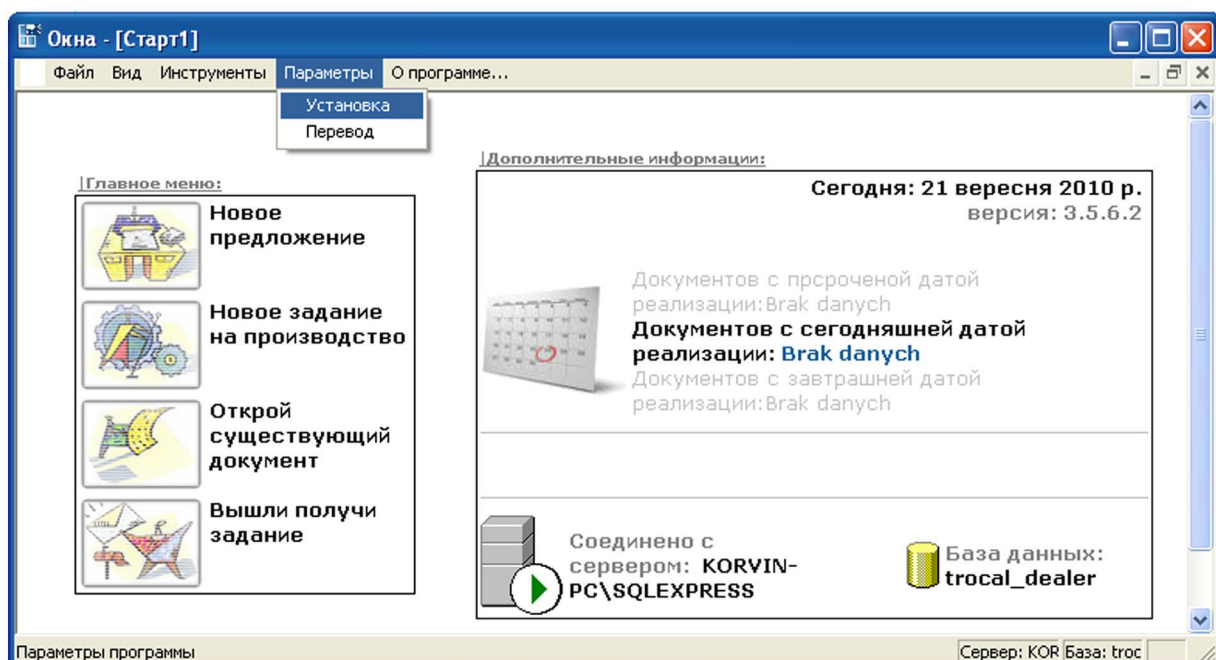 Окна - [Старт1]
Файл Вид Инструменты Параметры О программе...
Установка
Перевод
Главное меню:
Новое
предложение
Новое задание
на производство
Открой
существующий
документ
Вышли получи
задание
Дополнительные информации:
Сегодня: 21 вересня 2010 р.
версия: 3.5.6.2
Документов с прсроченой датой
реализации:Brak danych
Документов с сегодняшней датой
реализации: Brak danych
Документов с завтрашней датой
реализации:Brak danych
Соединено с
сервером: KORVIN-
PC\SQLEXPRESS
База данных:
trocal_dealer
Параметры программы
Сервер: KOR База: troc